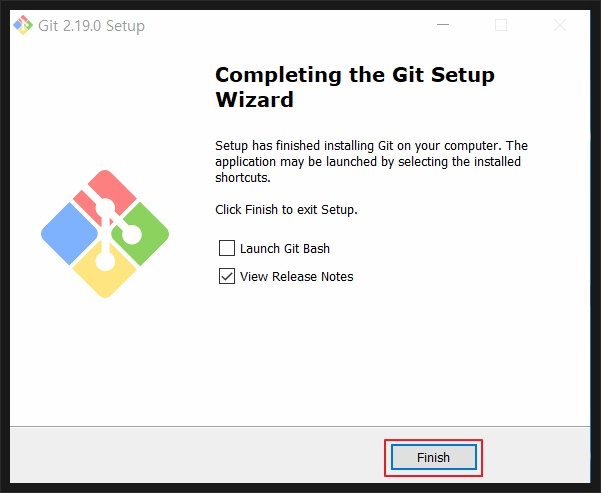 Git 2.19.0 Setup
Completing the Git Setup
Wizard
Setup has finished installing Git on your computer. The
application may be launched by selecting the installed
shortcuts.
Click Finish to exit Setup.
Launch Git Bash
View Release Notes
Finish